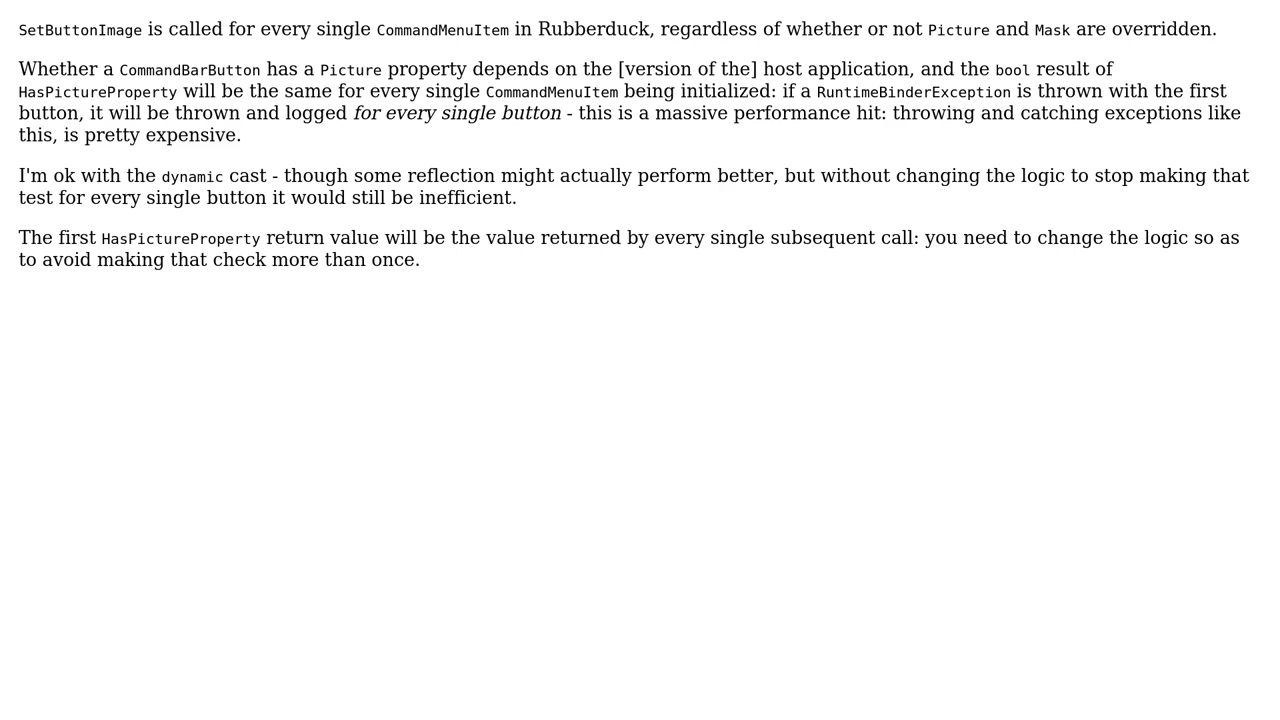 SetButtonImage is called for every single CommandMenuItem in Rubberduck, regardless of whether or not Picture and Mask are overridden.
Whether a CommandBarButton has a Picture property depends on the [version of the] host application, and the bool result of
HasPictureProperty will be the same for every single CommandMenuItem being initialized: if a RuntimeBinderException is thrown with the first
button, it will be thrown and logged for every single button - this is a massive performance hit: throwing and catching exceptions like
this, is pretty expensive.
I'm ok with the dynamic cast - though some reflection might actually perform better, but without changing the logic to stop making that
test for every single button it would still be inefficient.
The first HasPictureProperty return value will be the value returned by every single subsequent call: you need to change the logic so as
to avoid making that check more than once.